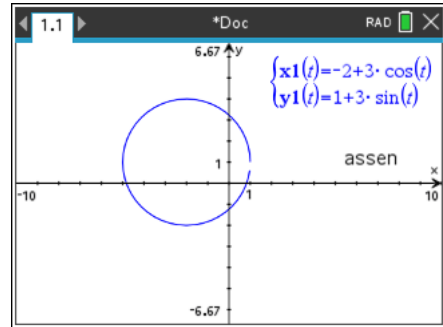 1.1
*Doc
RAD
6.67
y
x1(t)=-2+3·cos(t)
y1(t)=1+3·sin(t)
1
assen
x
-10
1
10
-6.67